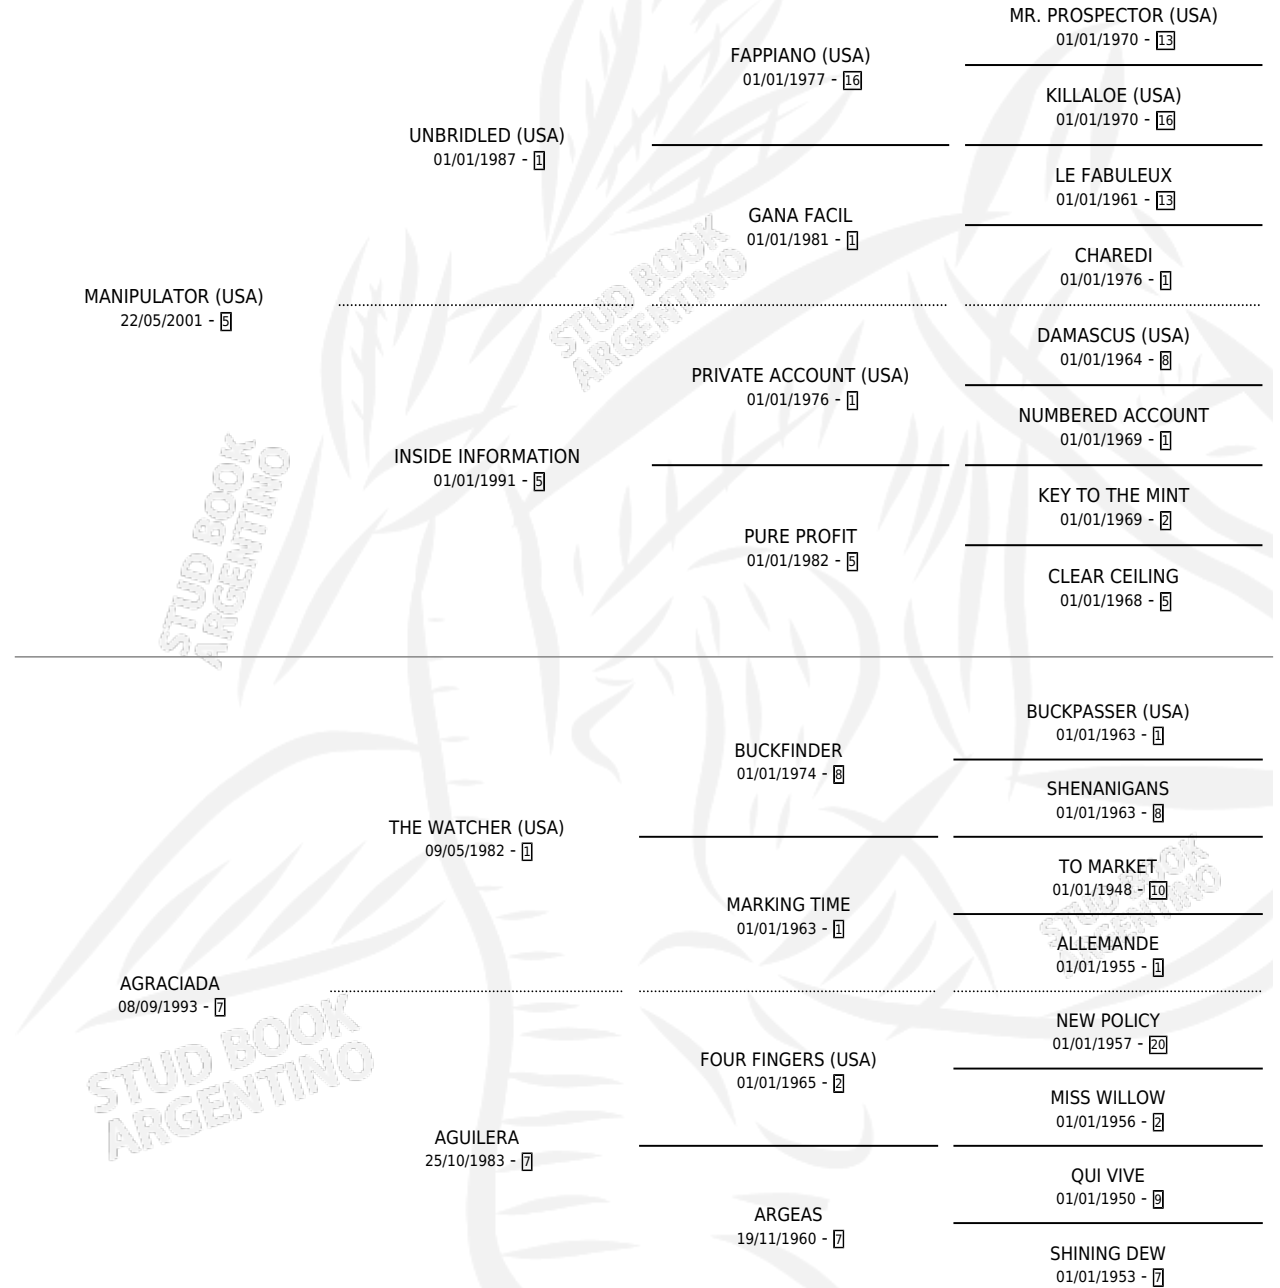 MR. PROSPECTOR (USA)
01/01/1970 - 13
FAPPIANO (USA)
01/01/1977 - 16
KILLALOE (USA)
01/01/1970 - 16
UNBRIDLED (USA)
01/01/1987 - 1
LE FABULEUX
01/01/1961 - 13
GANA FACIL
01/01/1981 - 1
CHAREDI
01/01/1976 - 1
MANIPULATOR (USA)
22/05/2001 - 5
DAMASCUS (USA)
01/01/1964 - 8
PRIVATE ACCOUNT (USA)
01/01/1976 - 1
NUMBERED ACCOUNT
01/01/1969 - 1
INSIDE INFORMATION
01/01/1991 - 5
KEY TO THE MINT
01/01/1969 - 2
PURE PROFIT
01/01/1982 - 5
CLEAR CEILING
01/01/1968 - 5
BUCKPASSER (USA)
01/01/1963 - 1
BUCKFINDER
01/01/1974 - 8
SHENANIGANS
01/01/1963 - 8
THE WATCHER (USA)
09/05/1982 - 1
TO MARKET
01/01/1948 - 10
MARKING TIME
01/01/1963 - 1
ALLEMANDE
01/01/1955 - 1
AGRACIADA
08/09/1993 - 7
NEW POLICY
01/01/1957 - 20
FOUR FINGERS (USA)
01/01/1965 - 2
MISS WILLOW
01/01/1956 - 2
AGUILERA
25/10/1983 - 7
QUI VIVE
01/01/1950 - 9
ARGEAS
19/11/1960 - 7
SHINING DEW
01/01/1953 - 7
STUD BOOK
ARGENTINO
STUD BOOK
ARGENTINO
STUD BOOK
ARGENTINO
STUD BOOK
ARGENTINO